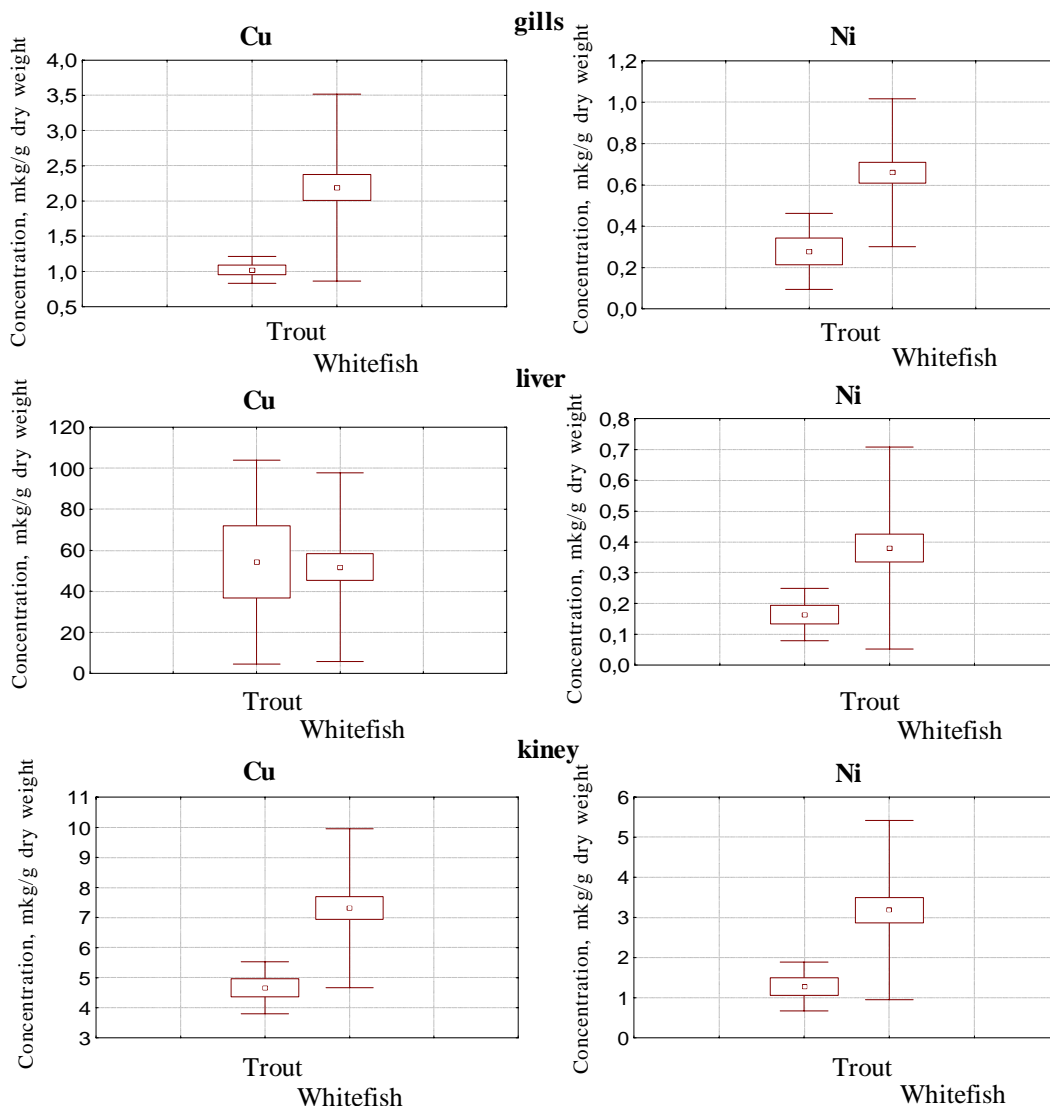 gills
Cu
Concentration, mkg/g dry weight
4,0
3,5
3,0
2,5
2,0
1,5
1,0
0,5
Trout
Whitefish
Ni
Concentration, mkg/g dry weight
1,2
1,0
0,8
0,6
0,4
0,2
0,0
Trout
Whitefish
liver
Cu
Concentration, mkg/g dry weight
120
100
80
60
40
20
0
Trout
Whitefish
Ni
Concentration, mkg/g dry weight
0,8
0,7
0,6
0,5
0,4
0,3
0,2
0,1
0,0
Trout
Whitefish
kiney
Cu
Concentration, mkg/g dry weight
11
10
9
8
7
6
5
4
3
Trout
Whitefish
Ni
Concentration, mkg/g dry weight
6
5
4
3
2
1
0
Trout
Whitefish